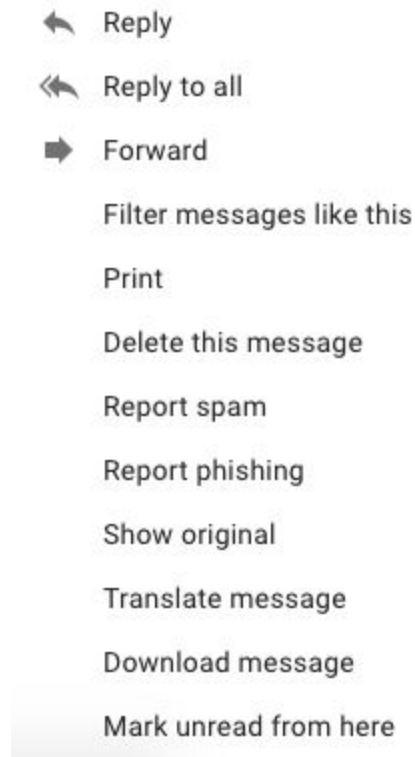 Reply
Reply to all
Forward
Filter messages like this
Print
Delete this message
Report spam
Report phishing
Show original
Translate message
Download message
Mark unread from here